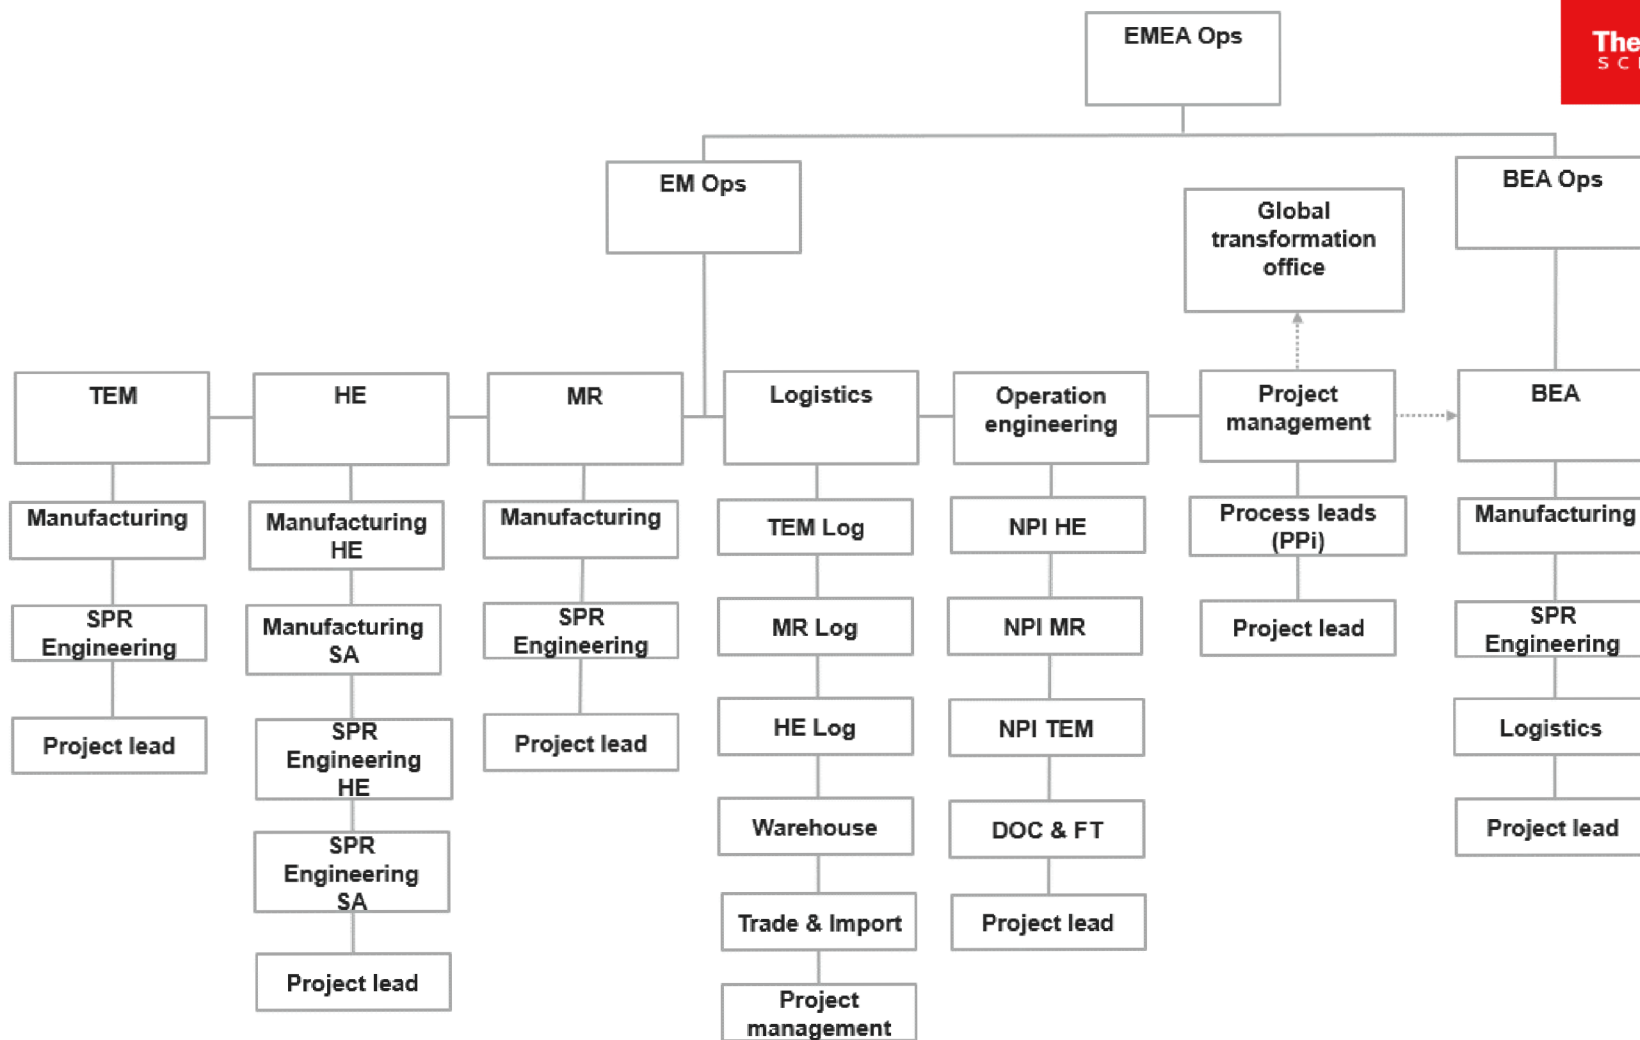 EMEA Ops
The
EM Ops
BEA Ops
Global
transformation
office
TEM
HE
MR
Logistics
Operation
engineering
Project
management
BEA
Manufacturing
SPR
Engineering
Project lead
Manufacturing
HE
Manufacturing
SA
SPR
Engineering
HE
SPR
Engineering
SA
Project lead
Manufacturing
SPR
Engineering
Project lead
TEM Log
MR Log
HE Log
Warehouse
Trade & Import
Project
management
NPI HE
NPI MR
NPI TEM
DOC & FT
Project lead
Process leads
(PPi)
Project lead
Manufacturing
SPR
Engineering
Logistics
Project lead